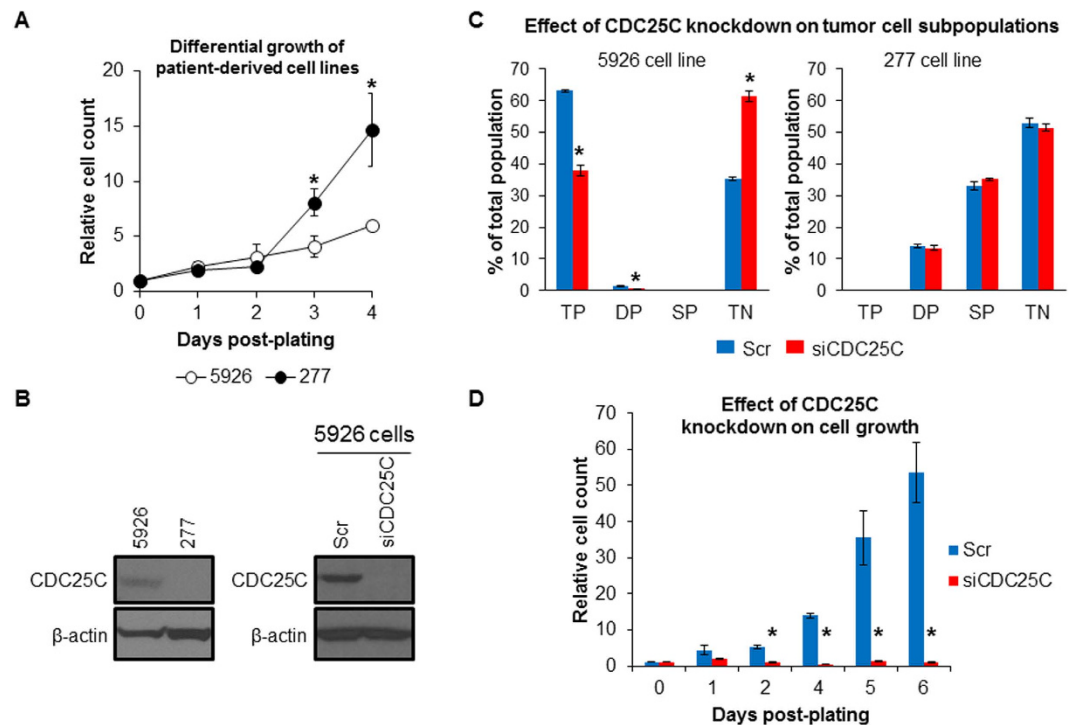 A
Differential growth of
patient-derived cell lines
Relative cell count
20
15
10
5
0
*
*
0 1 2 3 4
Days post-plating
5926 277
B
5926 277
CDC25C
β-actin
5926 cells
Scr siCDC25C
CDC25C
β-actin
C
Effect of CDC25C knockdown on tumor cell subpopulations
5926 cell line
% of total population
70
60
50
40
30
20
10
0
*
*
*
TP DP SP TN
277 cell line
% of total population
70
60
50
40
30
20
10
0
TP DP SP TN
Scr siCDC25C
D
Effect of CDC25C
knockdown on cell growth
Relative cell count
70
60
50
40
30
20
10
0
* * * *
0 1 2 4 5 6
Days post-plating
Scr
siCDC25C